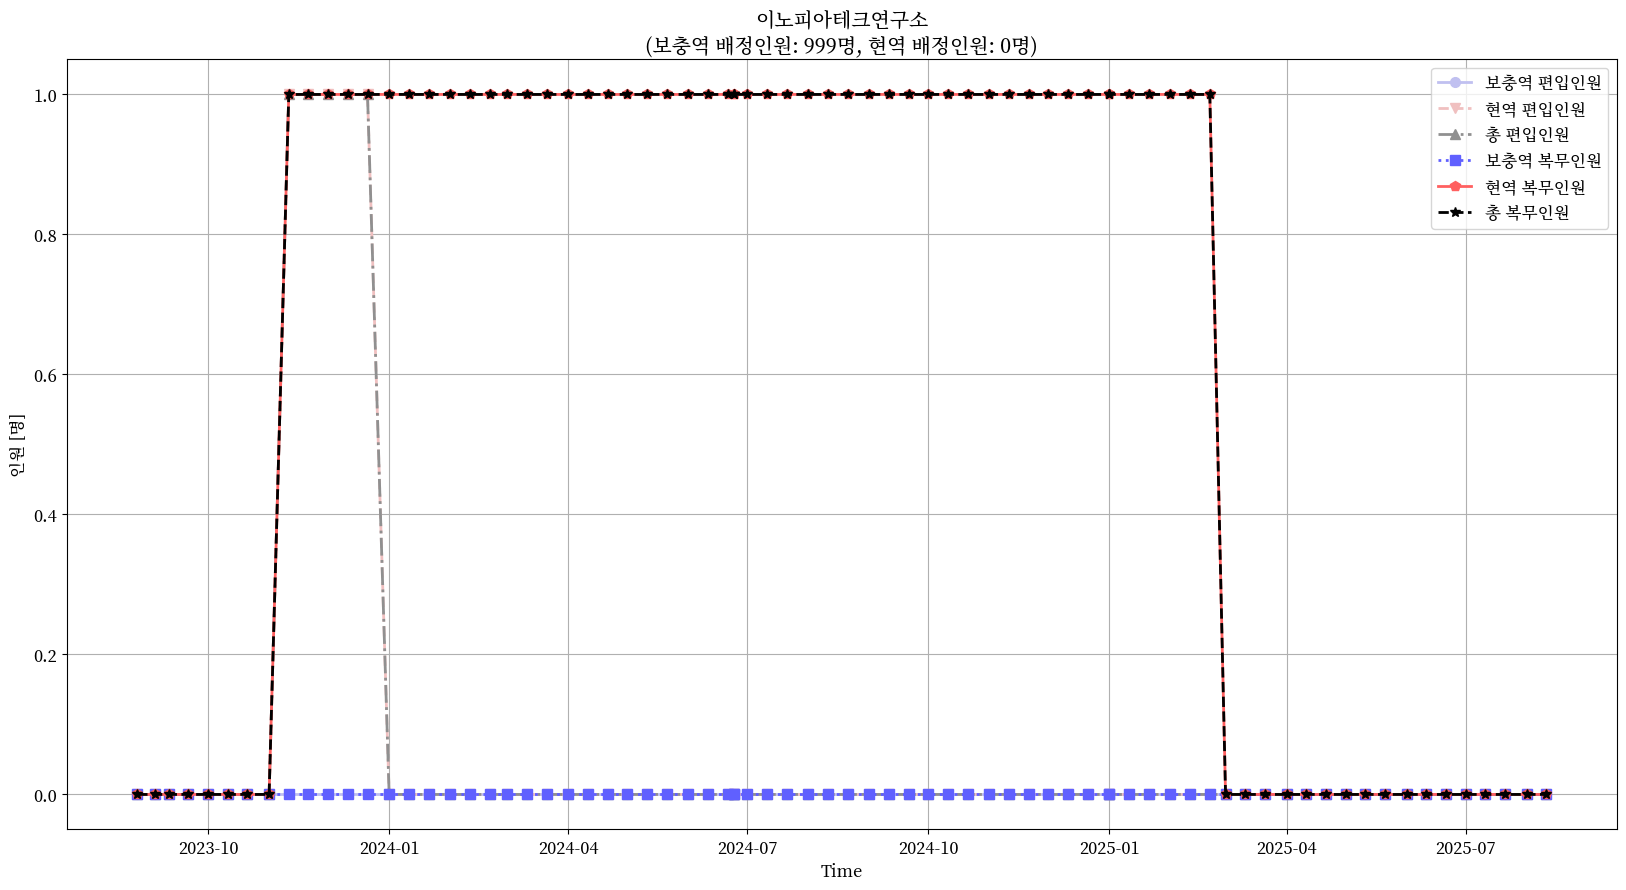 이노피아테크연구소
(보충역 배정인원: 999명, 현역 배정인원: 0명)
보충역 편입인원
현역 편입인원
총 편입인원
보충역 복무인원
현역 복무인원
총 복무인원
인원 [명]
1.0
0.8
0.6
0.4
0.2
0.0
2023-10
2024-01
2024-04
2024-07
2024-10
2025-01
2025-04
2025-07
Time